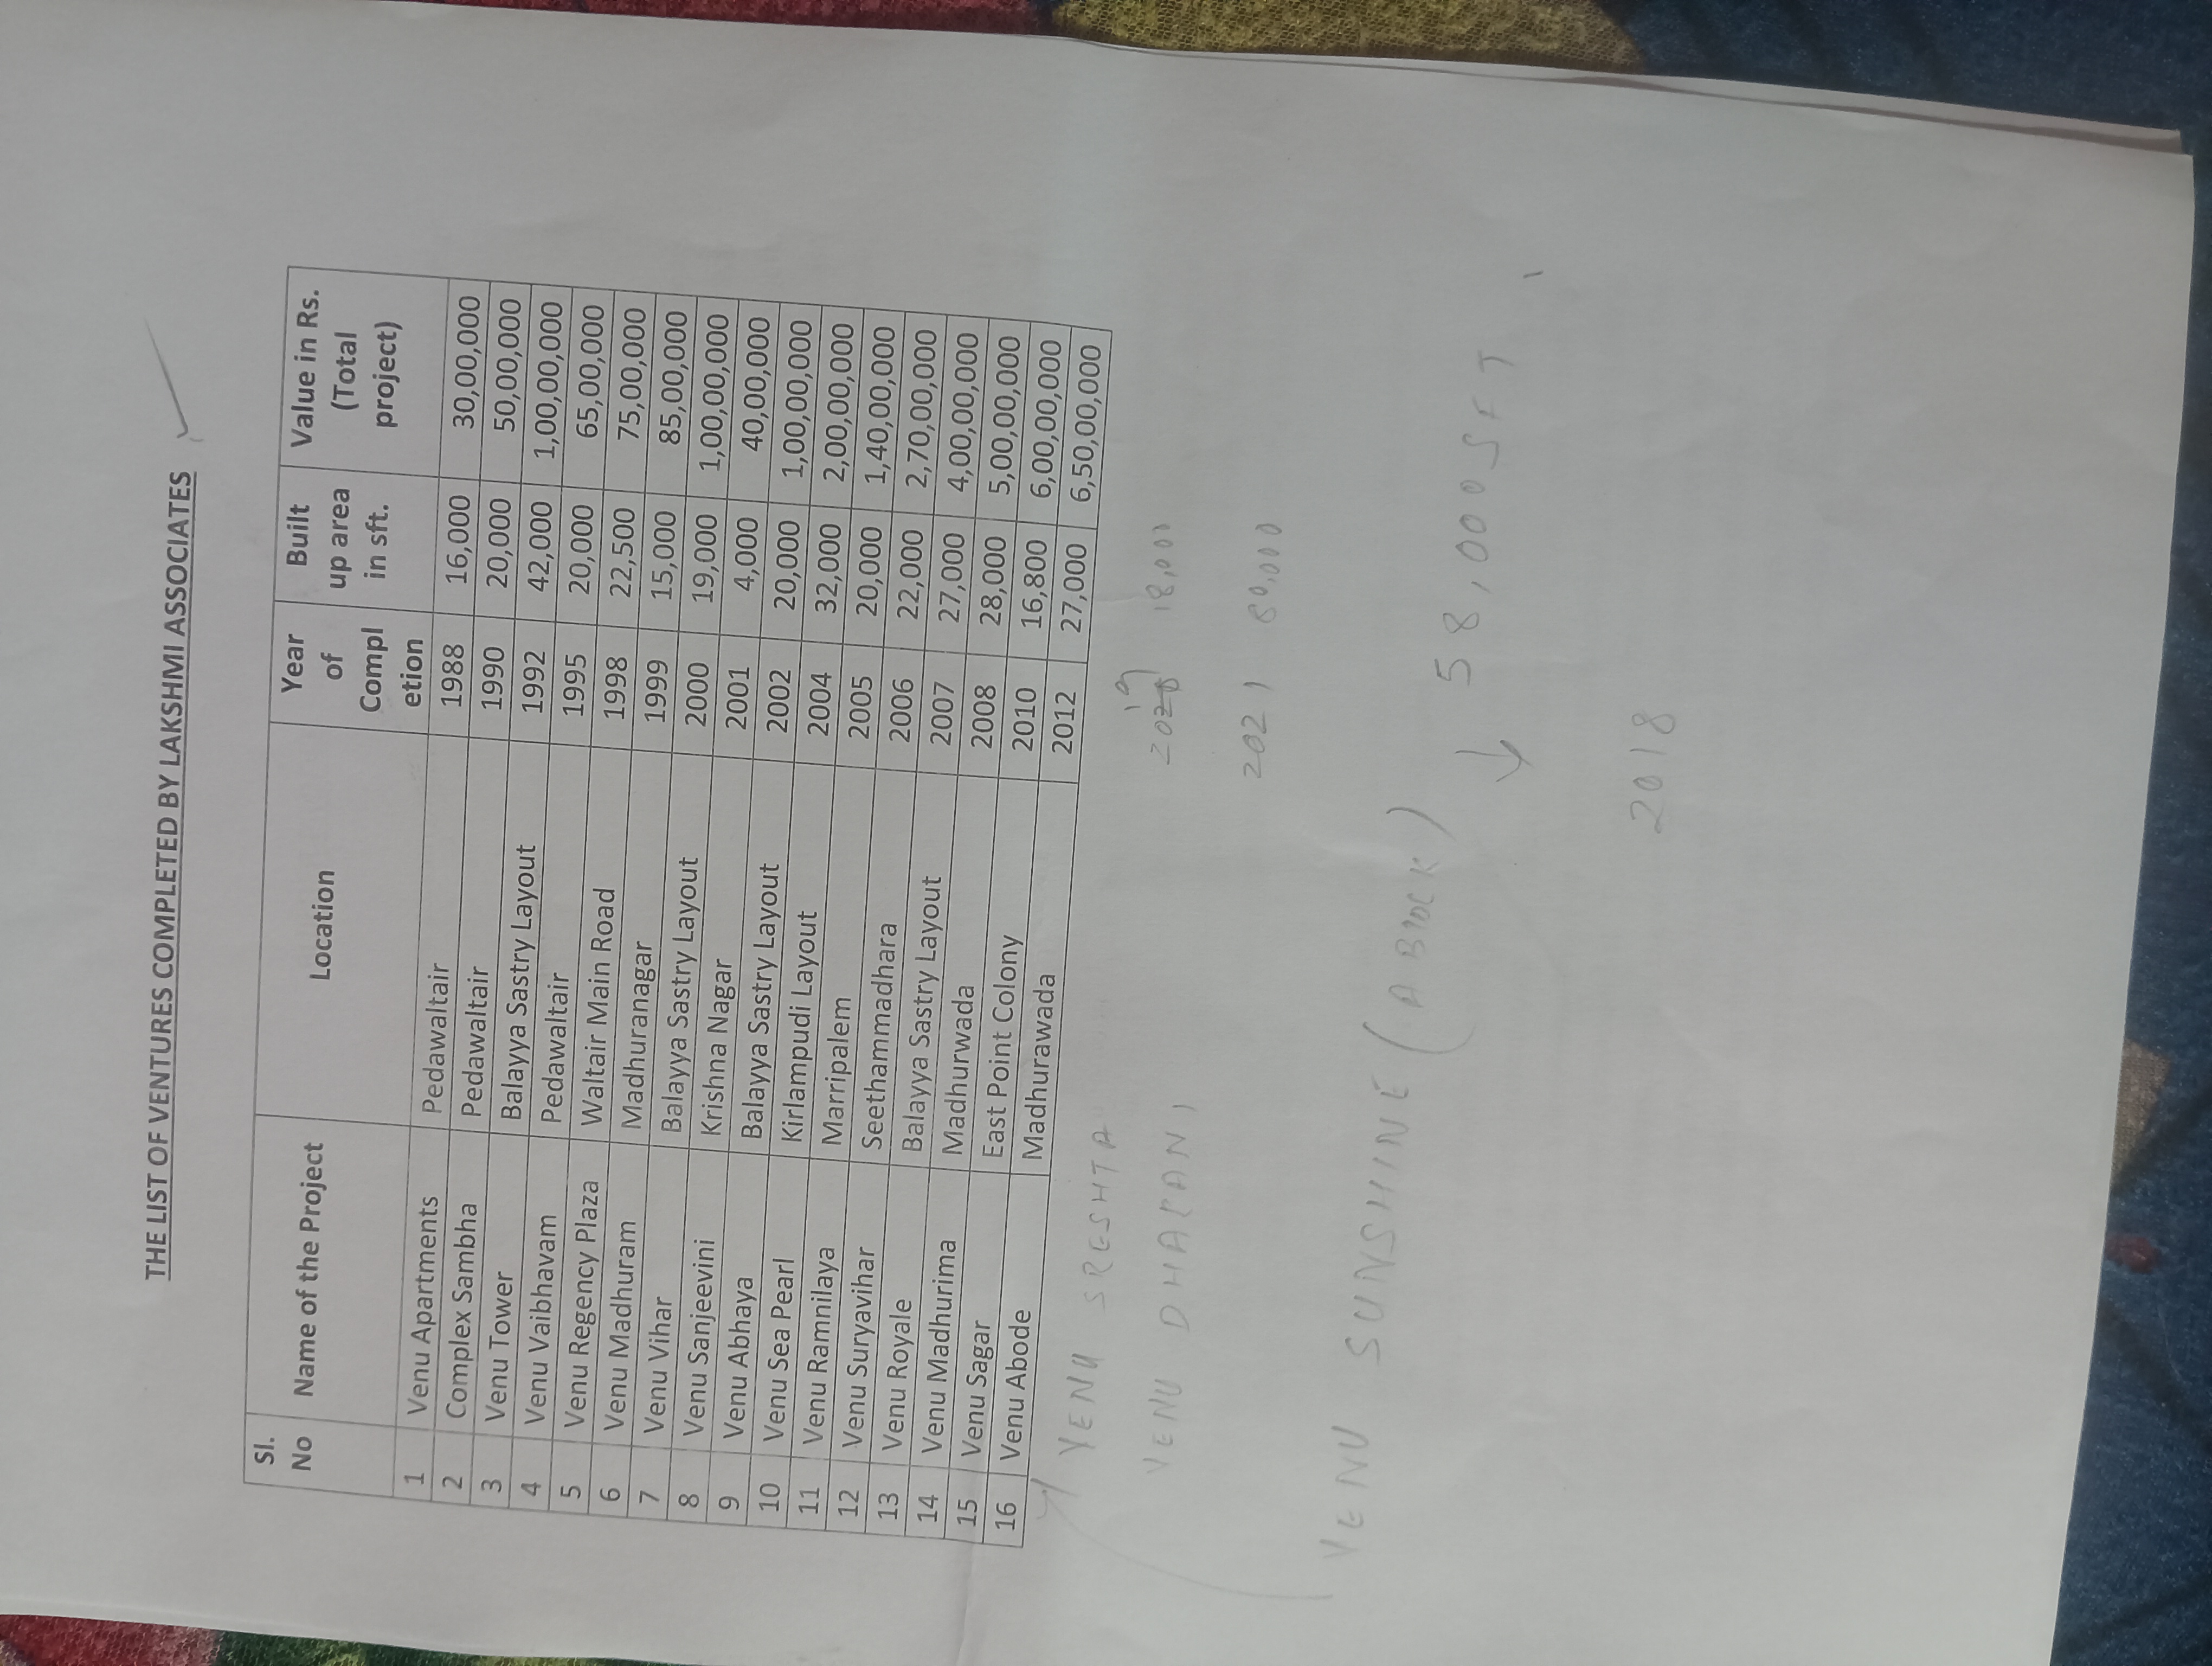 THE LIST OF VENTURES COMPLETED BY LAKSHMI ASSOCIATES
Sl. No Name of the Project Location Year of Compl etion Built up area in sft. Value in Rs. (Total project)
1 Venu Apartments Pedawaltair 1988 16,000 30,00,000
2 Complex Sambha Pedawaltair 1990 20,000 50,00,000
3 Venu Tower Balayya Sastry Layout 1992 42,000 1,00,00,000
4 Venu Vaibhavam Pedawaltair 1995 20,000 65,00,000
5 Venu Regency Plaza Waltair Main Road 1998 22,500 75,00,000
6 Venu Madhuram Madhuranagar 1999 15,000 85,00,000
7 Venu Vihar Balayya Sastry Layout 2000 19,000 1,00,00,000
8 Venu Sanjeevini Krishna Nagar 2001 4,000 40,00,000
9 Venu Abhaya Balayya Sastry Layout 2002 20,000 1,00,00,000
10 Venu Sea Pearl Kirlampudi Layout 2004 32,000 2,00,00,000
11 Venu Ramnilaya Marripalem 2005 20,000 1,40,00,000
12 Venu Suryavihar Seethammadhara 2006 22,000 2,70,00,000
13 Venu Royale Balayya Sastry Layout 2007 27,000 4,00,00,000
14 Venu Madhurima Madhurwada 2008 28,000 5,00,00,000
15 Venu Sagar East Point Colony 2010 16,800 6,00,00,000
16 Venu Abode Madhurawada 2012 27,000 6,50,00,000
VENU SRESHTA 18,000
VENU 2021
VENU SUNSHINE (A BLOCK) 58,000 SFT
2018